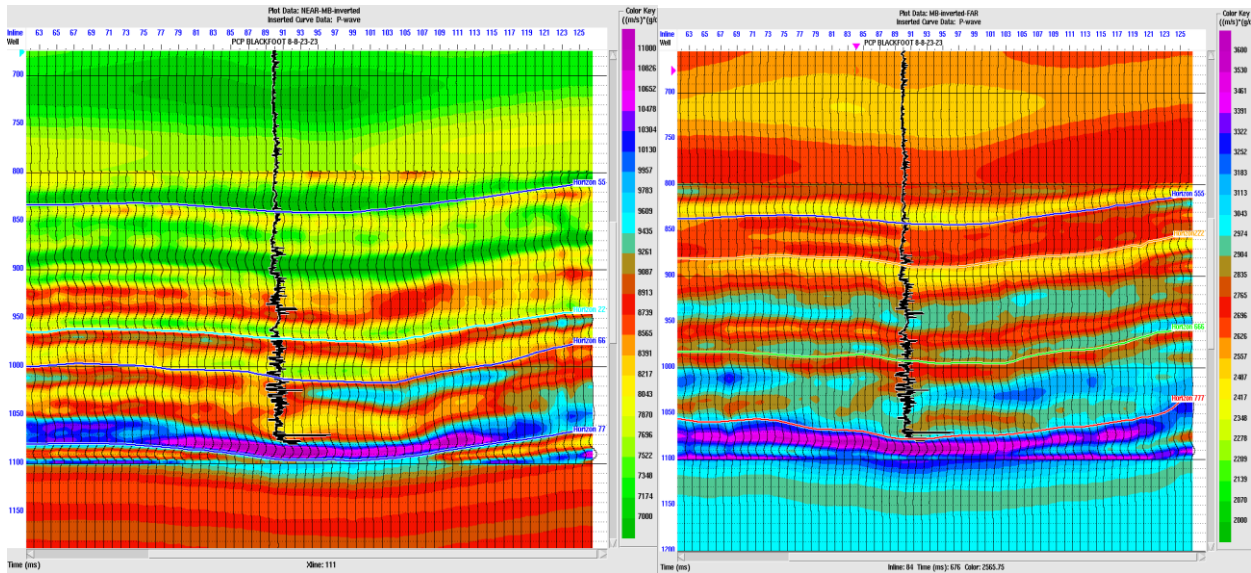 Plot Data: NEAR-MB-inverted
Inserted Curve Data: P-wave
Color Key
((m/s)*(g/c
Inline 63 65 67 69 71 73 75 77 79 81 83 85 87 89 91 93 95 97 99 101 103 105 107 109 111 113 115 117 119 121 123 125
Well
PCP BLACKFOOT 8-8-23-23
700
750
800
850
900
950
1000
1050
1100
1150
Horizon 55
Horizon 22
Horizon 66
Horizon 77
11000
10826
10652
10478
10304
10130
9957
9783
9609
9435
9261
9087
8913
8739
8565
8391
8217
8043
7870
7696
7522
7348
7174
7000
Time (ms)
Xline: 111
Plot Data: MB-inverted-FAR
Inserted Curve Data: P-wave
Color Key
((m/s)*(g/c
Inline 63 65 67 69 71 73 75 77 79 81 83 85 87 89 91 93 95 97 99 101 103 105 107 109 111 113 115 117 119 121 123 125
Well
PCP BLACKFOOT 8-8-23-23
700
750
800
850
900
950
1000
1050
1100
1150
1200
Horizon 555
Horizon 666
Horizon 777
3600
3530
3461
3391
3322
3252
3183
3113
3043
2974
2904
2835
2765
2696
2626
2557
2487
2417
2348
2278
2209
2139
2070
2000
Time (ms)
Inline: 84 Time (ms): 676 Color: 2565.75